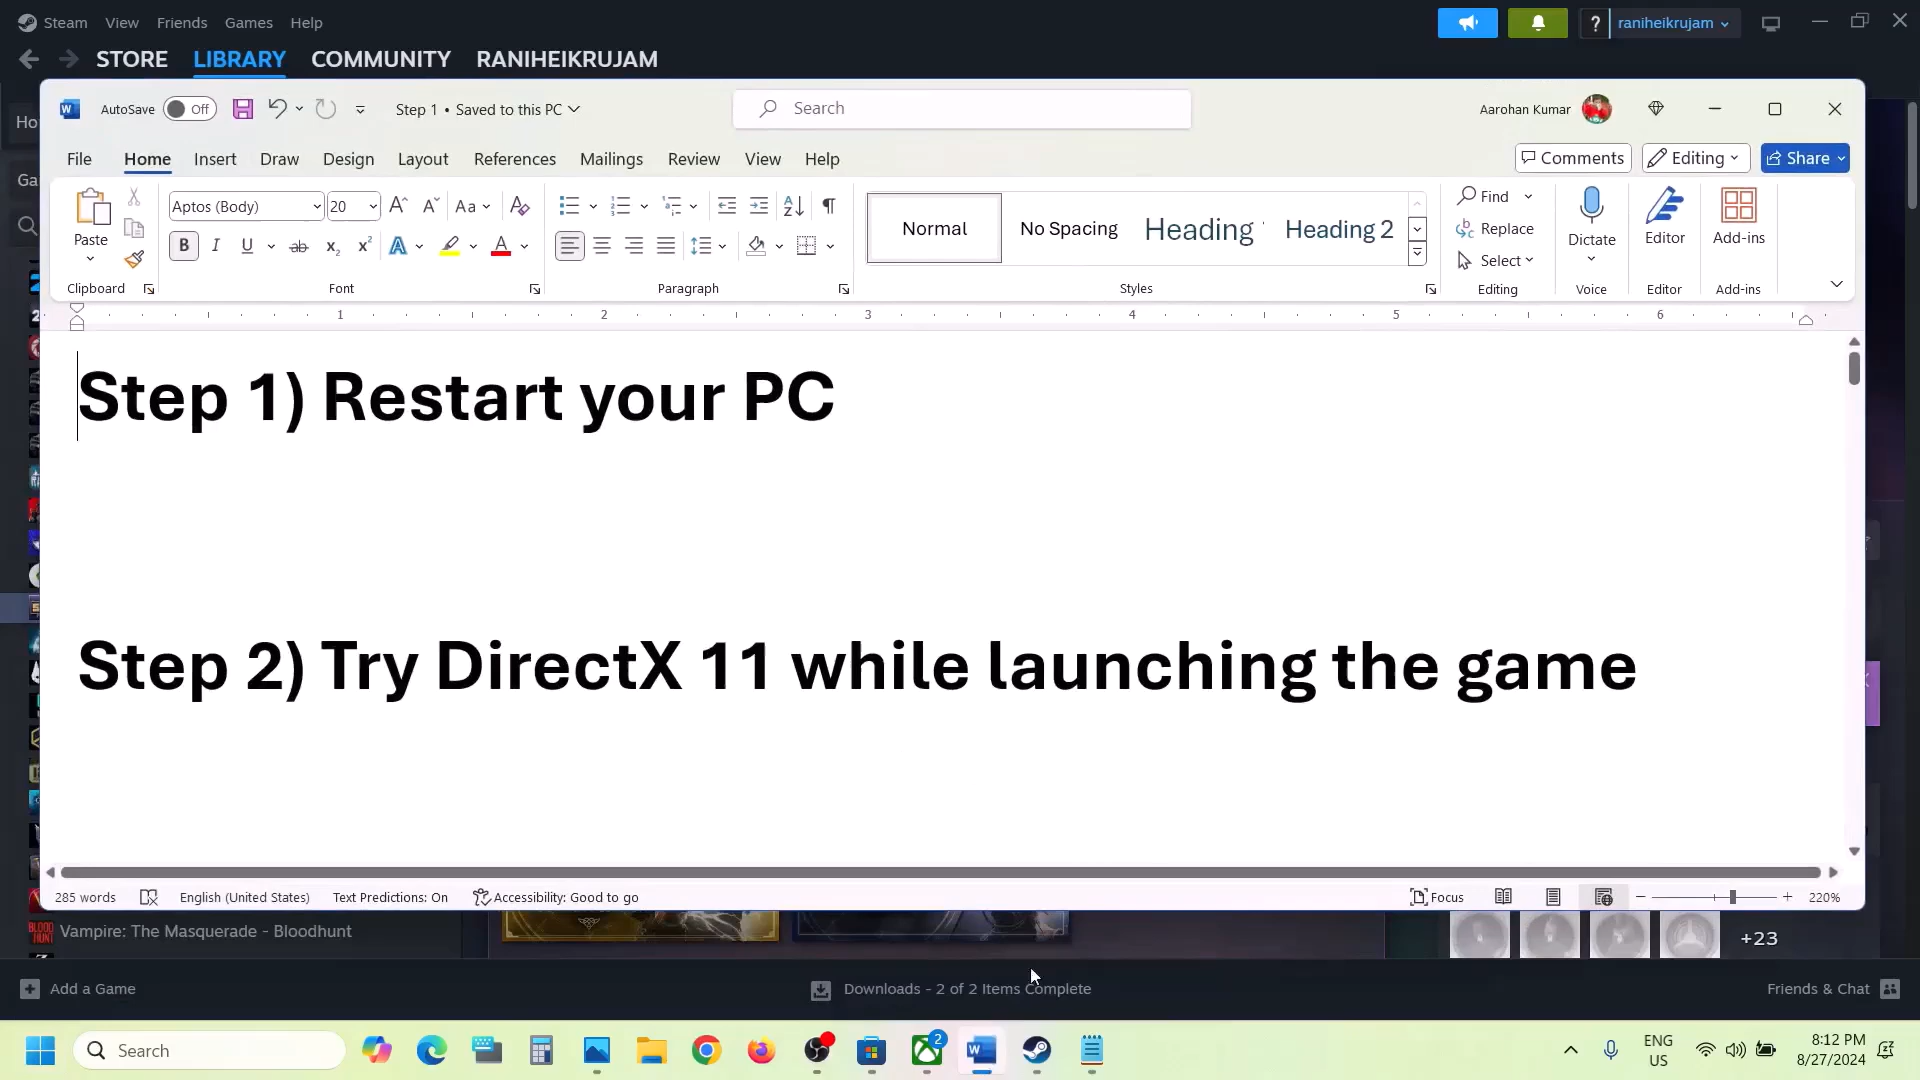 Steam View Friends Games Help
raniheikrujam
STORE LIBRARY COMMUNITY RANIHEIKRUJAM
AutoSave Off
Step 1 • Saved to this PC
Search
Aarohan Kumar
File Home Insert Draw Design Layout References Mailings Review View Help
Comments Editing Share
Paste
Clipboard
Aptos (Body) 20
Font
Paragraph
Normal No Spacing Heading Heading 2
Styles
Find
Replace
Select
Editing
Dictate
Voice
Editor
Editor
Add-ins
Add-ins
1 2 3 4 5 6
Step 1) Restart your PC
Step 2) Try DirectX 11 while launching the game
285 words English (United States) Text Predictions: On Accessibility: Good to go Focus 220%
Vampire: The Masquerade - Bloodhunt
+23
Add a Game
Downloads - 2 of 2 Items Complete
Friends & Chat
Search
2
ENG
US
8:12 PM
8/27/2024